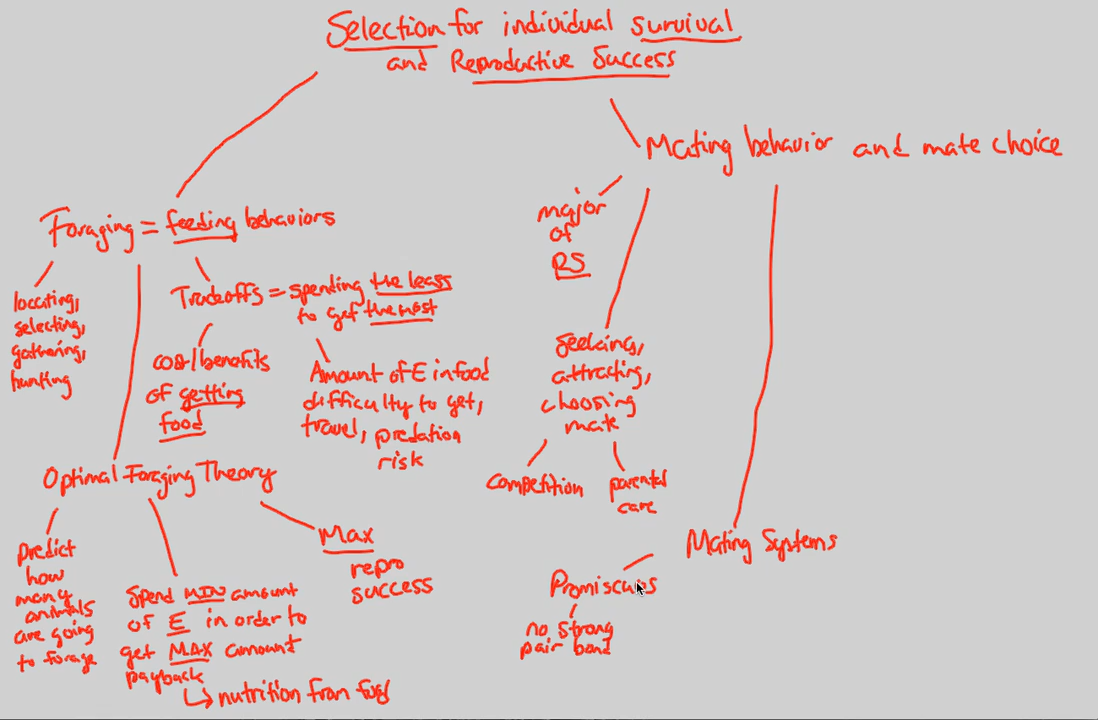 Selection for individual survival
and Reproductive Success
Mating behavior and mate choice
Foraging = feeding behaviors
locating,
selecting,
gathering,
hunting
Tradeoffs = spending the least
to get the most
cost/benefits
of getting
food
Amount of E in food
difficulty to get,
travel, predation
risk
Optimal Foraging Theory
predict
how
many
animals
are going
to forage
Spend MIN amount
of E in order to
get MAX amount
payback
↳ nutrition from
Max
repro
success
major
of
RS
Seeking,
attracting,
choosing
mate
Competition
parental
care
Mating Systems
Promiscuous
no strong
pair bond